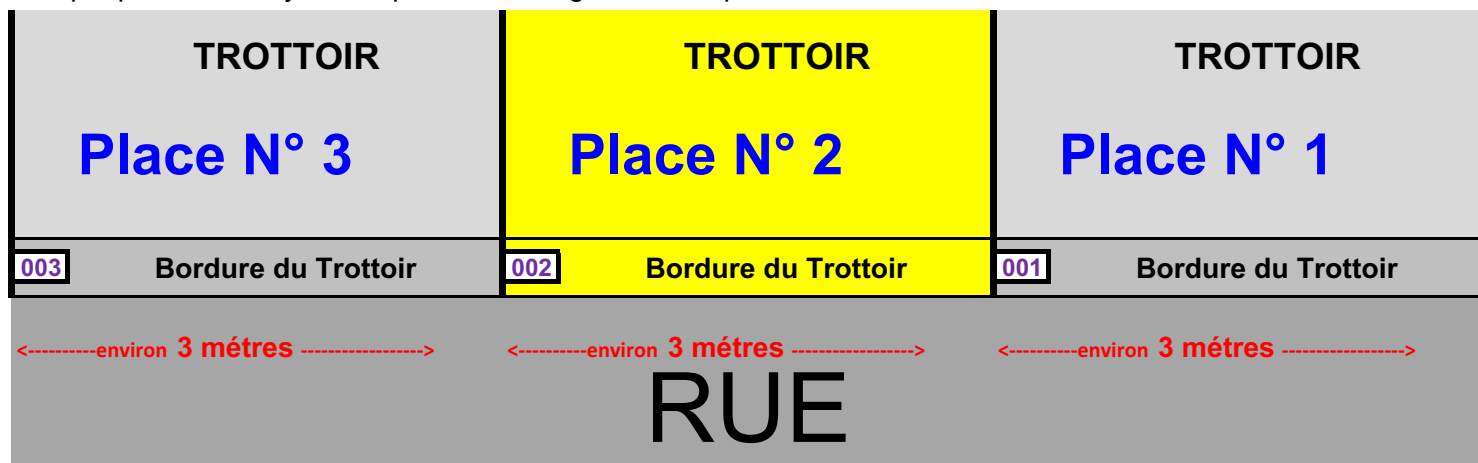 TROTTOIR TROTTOIR TROTTOIR
Place N° 3 Place N° 2 Place N° 1
003 Bordure du Trottoir 002 Bordure du Trottoir 001 Bordure du Trottoir
<----------environ 3 métres ------------------> <----------environ 3 métres ------------------> <----------environ 3 métres ------------------>
RUE